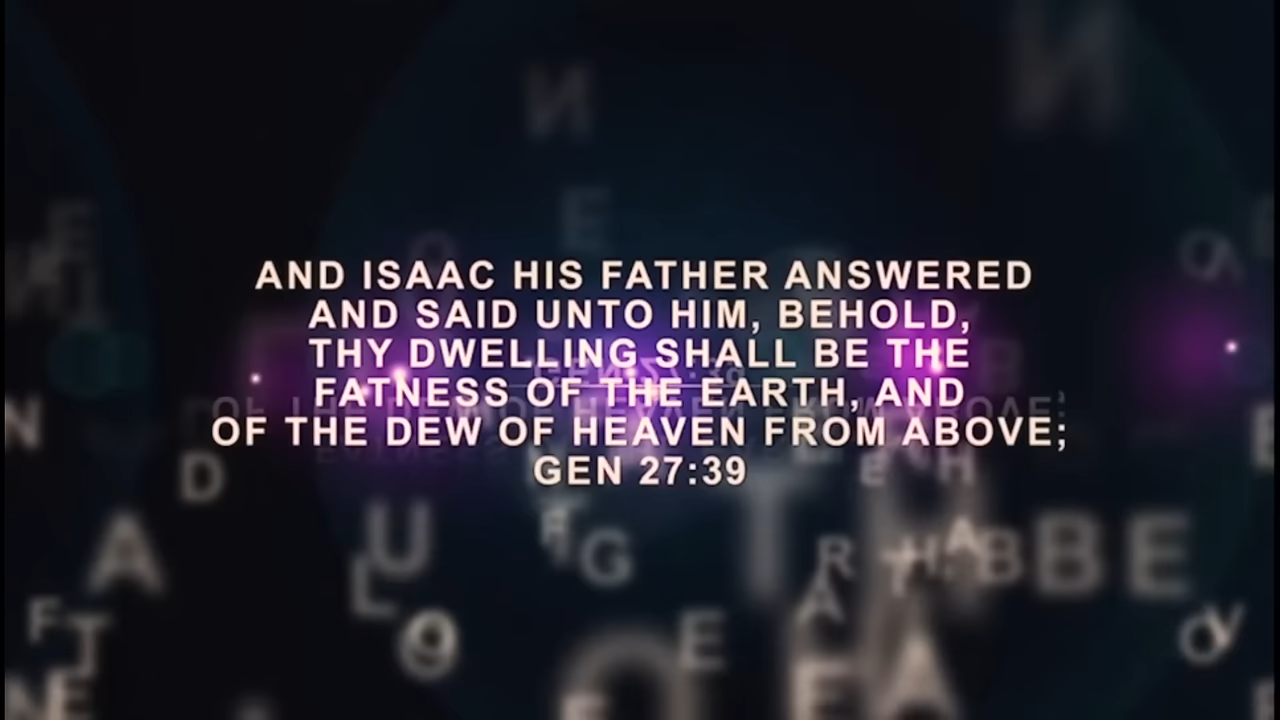 AND ISAAC HIS FATHER ANSWERED
AND SAID UNTO HIM, BEHOLD,
THY DWELLING SHALL BE THE
FATNESS OF THE EARTH, AND
OF THE DEW OF HEAVEN FROM ABOVE;
GEN 27:39